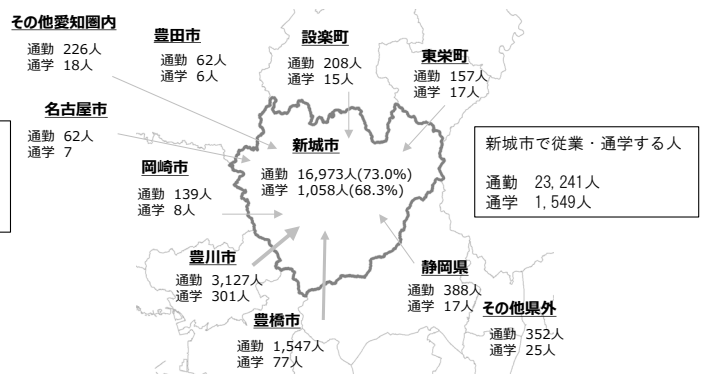 その他愛知圏内
通勤 226人
通学 18人
豊田市
通勤 62人
通学 6人
設楽町
通勤 208人
通学 15人
東栄町
通勤 157人
通学 17人
名古屋市
通勤 62人
通学 7
新城市
通勤 16,973人(73.0%)
通学 1,058人(68.3%)
岡崎市
通勤 139人
通学 8人
新城市で従業・通学する人
通勤 23,241人
通学 1,549人
豊川市
通勤 3,127人
通学 301人
静岡県
通勤 388人
通学 17人
豊橋市
通勤 1,547人
通学 77人
その他県外
通勤 352人
通学 25人